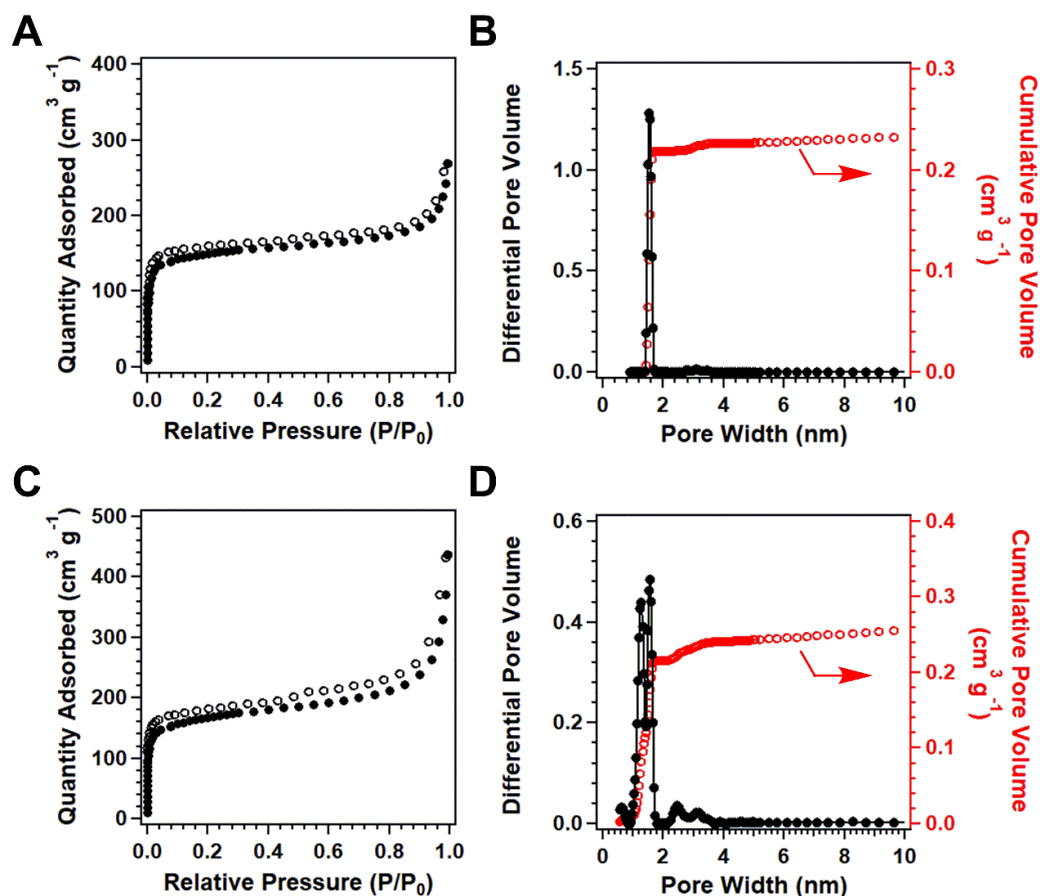 A
Quantity Adsorbed (cm³ g⁻¹)
400
300
200
100
0
0.0 0.2 0.4 0.6 0.8 1.0
Relative Pressure (P/P₀)
B
Differential Pore Volume
1.5
1.0
0.5
0.0
0 2 4 6 8 10
Pore Width (nm)
0.3
0.2
0.1
0.0
Cumulative Pore Volume
(cm³ g⁻¹)
C
Quantity Adsorbed (cm³ g⁻¹)
500
400
300
200
100
0
0.0 0.2 0.4 0.6 0.8 1.0
Relative Pressure (P/P₀)
D
Differential Pore Volume
0.6
0.4
0.2
0.0
0 2 4 6 8 10
Pore Width (nm)
0.4
0.3
0.2
0.1
0.0
Cumulative Pore Volume
(cm³ g⁻¹)